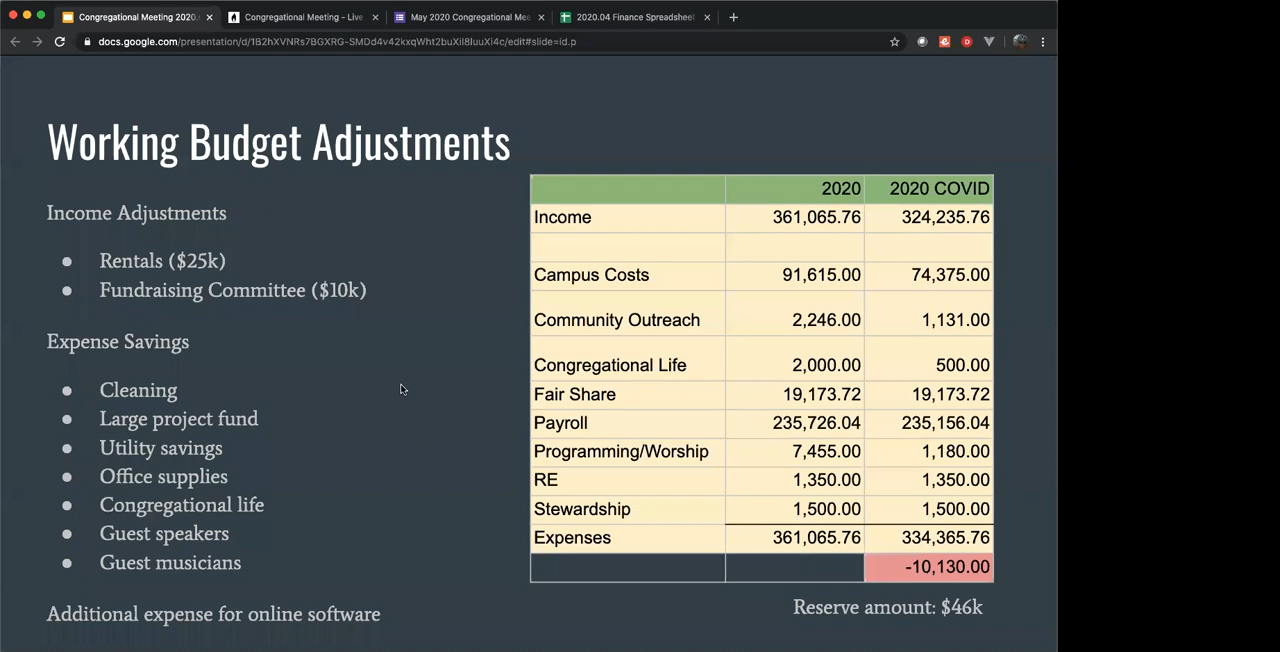 Congregational Meeting 2020.
Congregational Meeting – Live
May 2020 Congregational Mee
2020.04 Finance Spreadsheet
docs.google.com/presentation/d/
Working Budget Adjustments
Income Adjustments
● Rentals ($25k)
● Fundraising Committee ($10k)
Expense Savings
● Cleaning
● Large project fund
● Utility savings
● Office supplies
● Congregational life
● Guest speakers
● Guest musicians
Additional expense for online software
2020 2020 COVID
Income 361,065.76 324,235.76
Campus Costs 91,615.00 74,375.00
Community Outreach 2,246.00 1,131.00
Congregational Life 2,000.00 500.00
Fair Share 19,173.72 19,173.72
Payroll 235,726.04 235,156.04
Programming/Worship 7,455.00 1,180.00
RE 1,350.00 1,350.00
Stewardship 1,500.00 1,500.00
Expenses 361,065.76 334,365.76
-10,130.00
Reserve amount: $46k